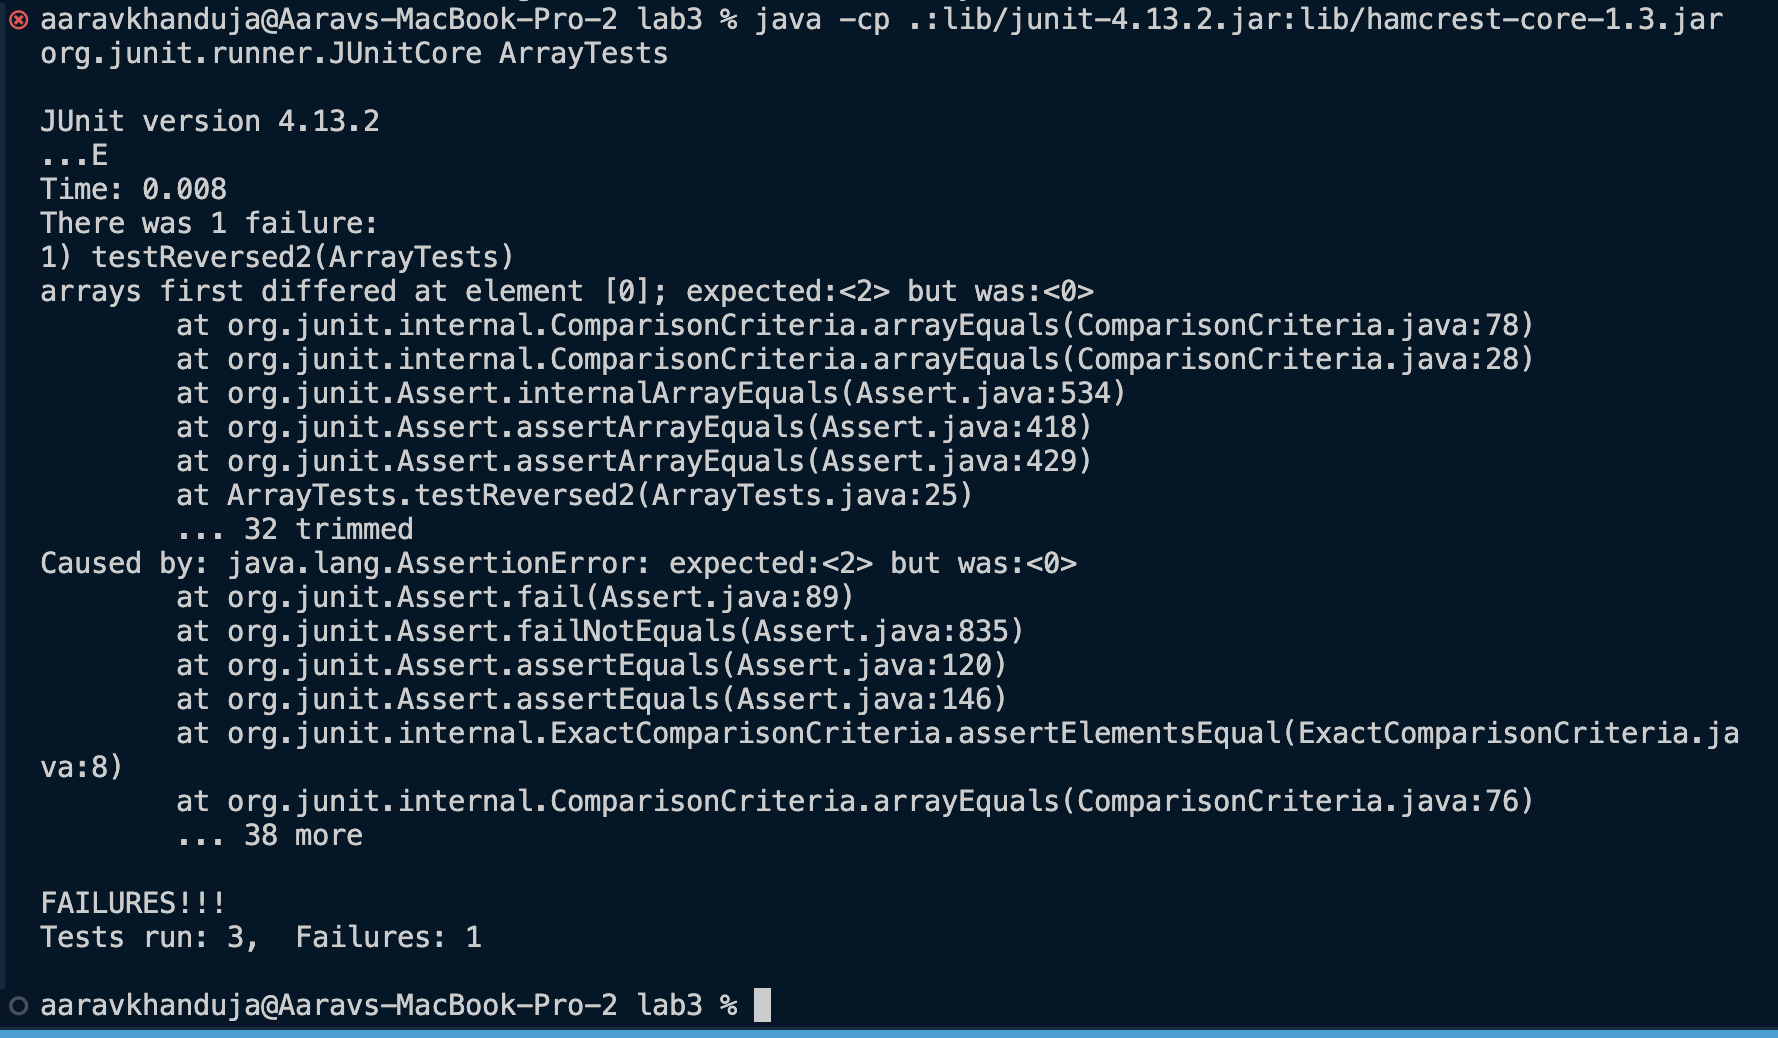 aaravkhanduja@Aaravs-MacBook-Pro-2 lab3 % java -cp .:lib/junit-4.13.2.jar:lib/hamcrest-core-1.3.jar
org.junit.runner.JUnitCore ArrayTests
JUnit version 4.13.2
...E
Time: 0.008
There was 1 failure:
1) testReversed2(ArrayTests)
arrays first differed at element [0]; expected:<2> but was:<0>
at org.junit.internal.ComparisonCriteria.arrayEquals(ComparisonCriteria.java:78)
at org.junit.internal.ComparisonCriteria.arrayEquals(ComparisonCriteria.java:28)
at org.junit.Assert.internalArrayEquals(Assert.java:534)
at org.junit.Assert.assertArrayEquals(Assert.java:418)
at org.junit.Assert.assertArrayEquals(Assert.java:429)
at ArrayTests.testReversed2(ArrayTests.java:25)
... 32 trimmed
Caused by: java.lang.AssertionError: expected:<2> but was:<0>
at org.junit.Assert.fail(Assert.java:89)
at org.junit.Assert.failNotEquals(Assert.java:835)
at org.junit.Assert.assertEquals(Assert.java:120)
at org.junit.Assert.assertEquals(Assert.java:146)
at org.junit.internal.ExactComparisonCriteria.assertElementsEqual(ExactComparisonCriteria.ja
va:8)
at org.junit.internal.ComparisonCriteria.arrayEquals(ComparisonCriteria.java:76)
... 38 more
FAILURES!!!
Tests run: 3,  Failures: 1
aaravkhanduja@Aaravs-MacBook-Pro-2 lab3 %